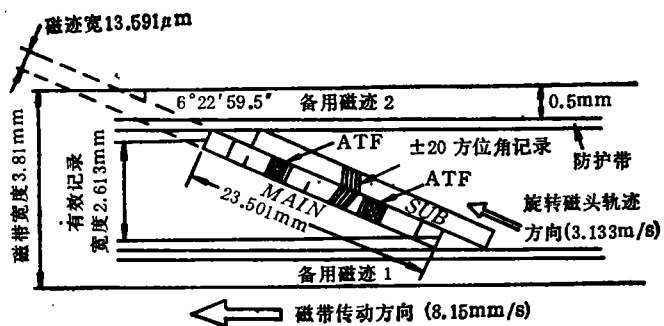 磁迹宽13.591μm
6°22′59.5″
备用磁迹2
0.5mm
ATF
±20方位角记录
防护带
ATF
磁带宽度3.81mm
有效记录
宽度2.613mm
23.501mm
MAIN
SUB
旋转磁头轨迹
方向(3.133m/s)
备用磁迹1
磁带传动方向(8.15mm/s)